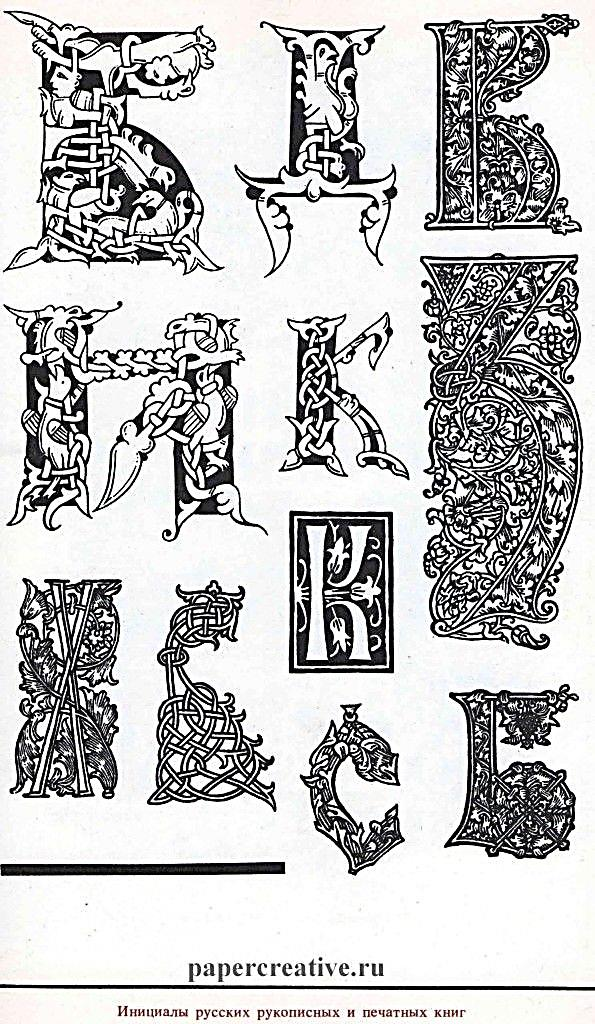 Б Д В
К
К
Ж Б С Б
papercreative.ru
Инициалы русских рукописных и печатных книг